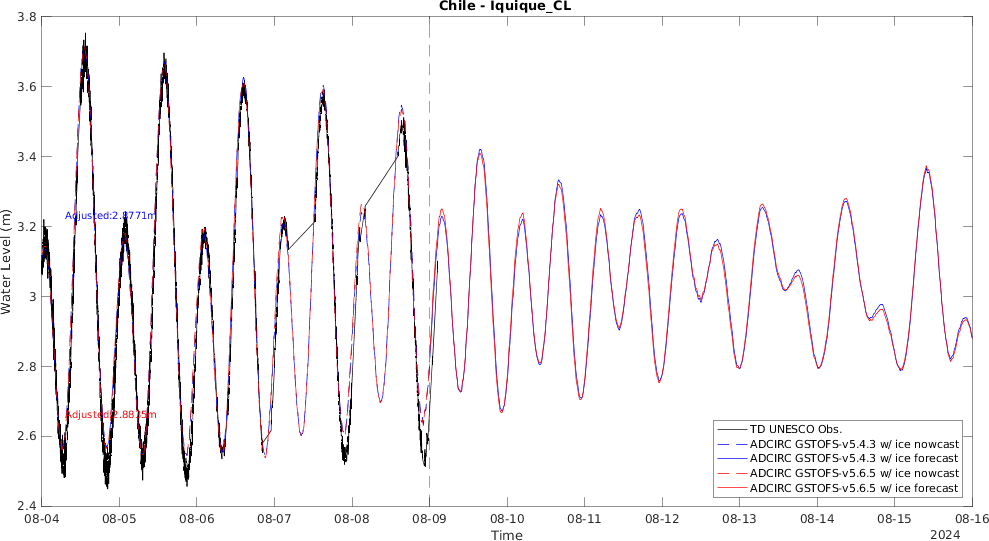 Chile - Iquique_CL
3.8
3.6
3.4
3.2
3
2.8
2.6
2.4
Water Level (m)
Adjusted:2.8771m
TD UNESCO Obs.
ADCIRC GSTOFS-v5.4.3 w/ ice nowcast
ADCIRC GSTOFS-v5.4.3 w/ ice forecast
ADCIRC GSTOFS-v5.6.5 w/ ice nowcast
ADCIRC GSTOFS-v5.6.5 w/ ice forecast
08-04 08-05 08-06 08-07 08-08 08-09 08-10 08-11 08-12 08-13 08-14 08-15 08-16
Time
2024